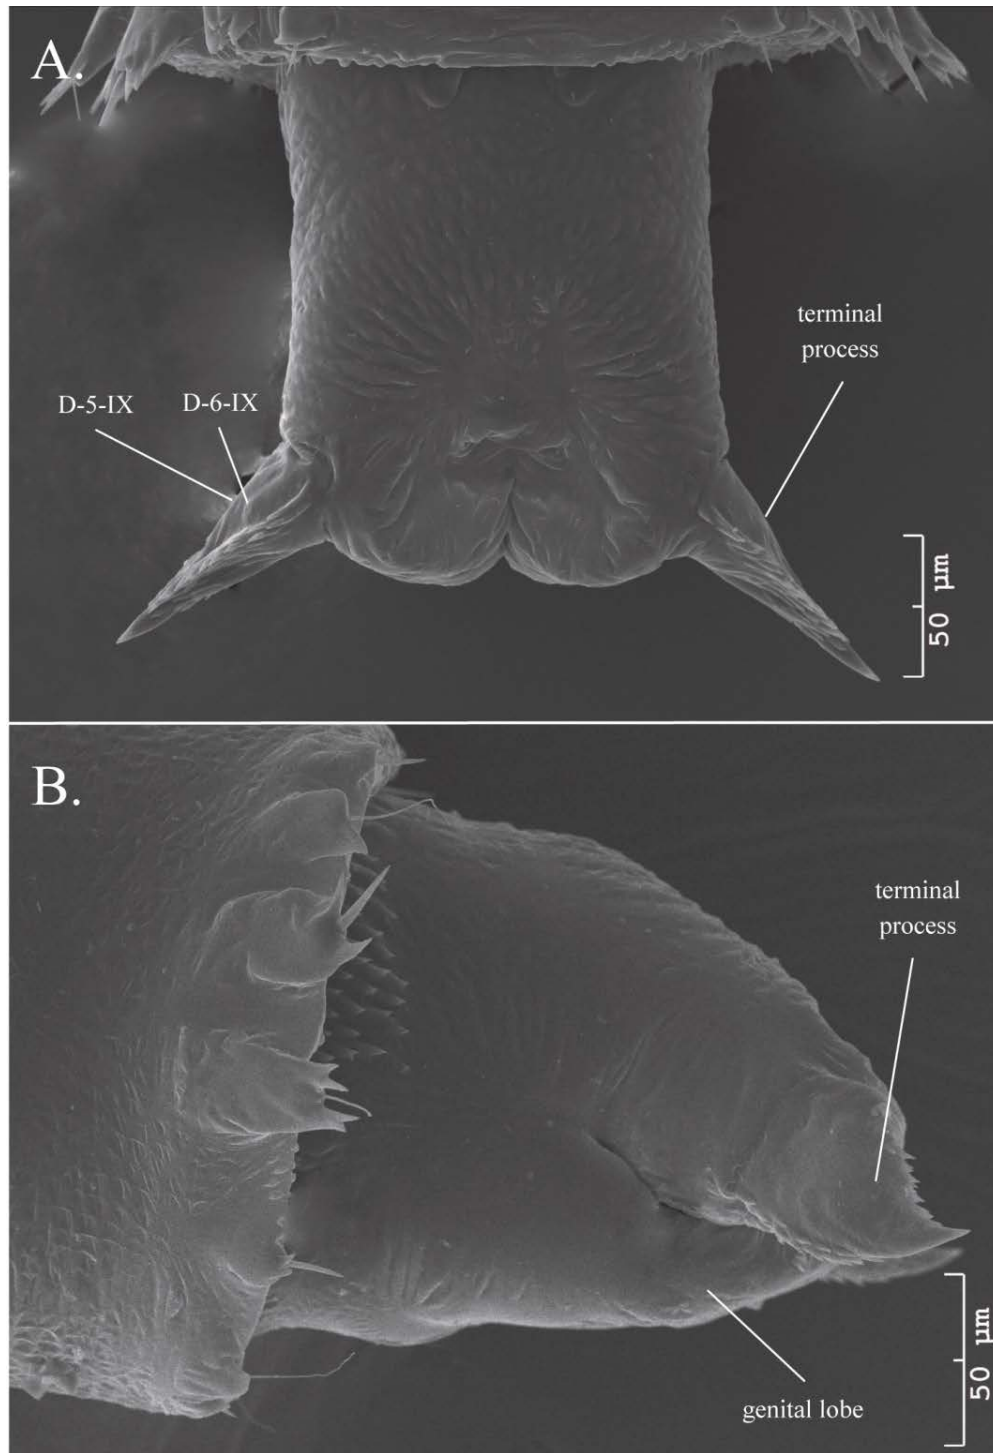 A.
terminal
process
D-5-IX
D-6-IX
50 µm
B.
terminal
process
50 µm
genital lobe